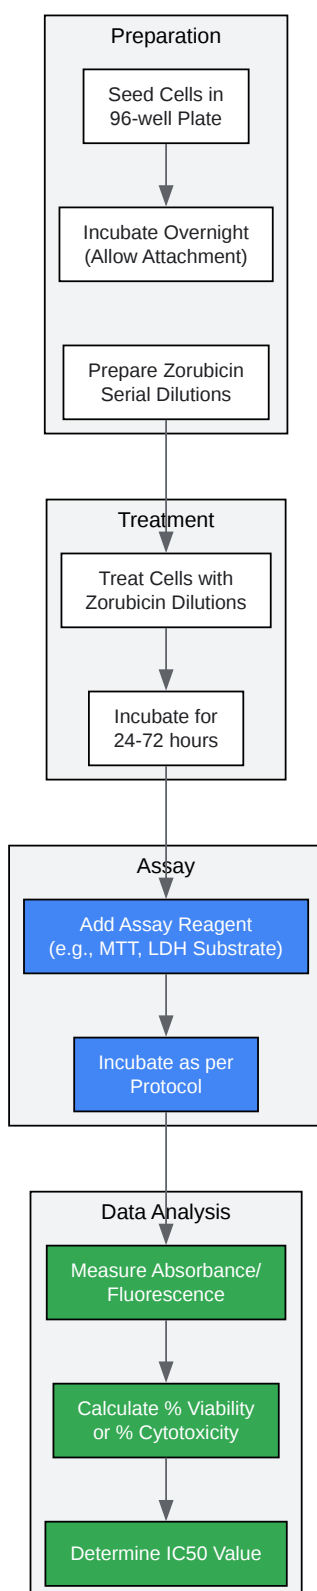 Preparation
Seed Cells in
96-well Plate
Incubate Overnight
(Allow Attachment)
Prepare Zorubicin
Serial Dilutions
Treatment
Treat Cells with
Zorubicin Dilutions
Incubate for
24-72 hours
Assay
Add Assay Reagent
(e.g., MTT, LDH Substrate)
Incubate as per
Protocol
Data Analysis
Measure Absorbance/
Fluorescence
Calculate % Viability
or % Cytotoxicity
Determine IC50 Value